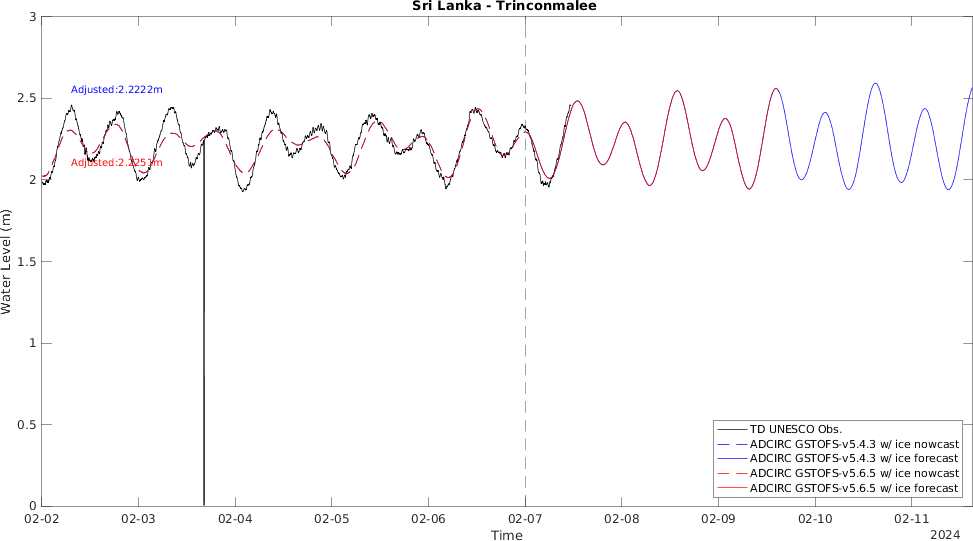 Sri Lanka - Trinconmalee
3
2.5
2
1.5
1
0.5
0
Water Level (m)
Adjusted:2.2222m
Adjusted:2.2251m
TD UNESCO Obs.
ADCIRC GSTOFS-v5.4.3 w/ ice nowcast
ADCIRC GSTOFS-v5.4.3 w/ ice forecast
ADCIRC GSTOFS-v5.6.5 w/ ice nowcast
ADCIRC GSTOFS-v5.6.5 w/ ice forecast
02-02 02-03 02-04 02-05 02-06 02-07 02-08 02-09 02-10 02-11
Time
2024